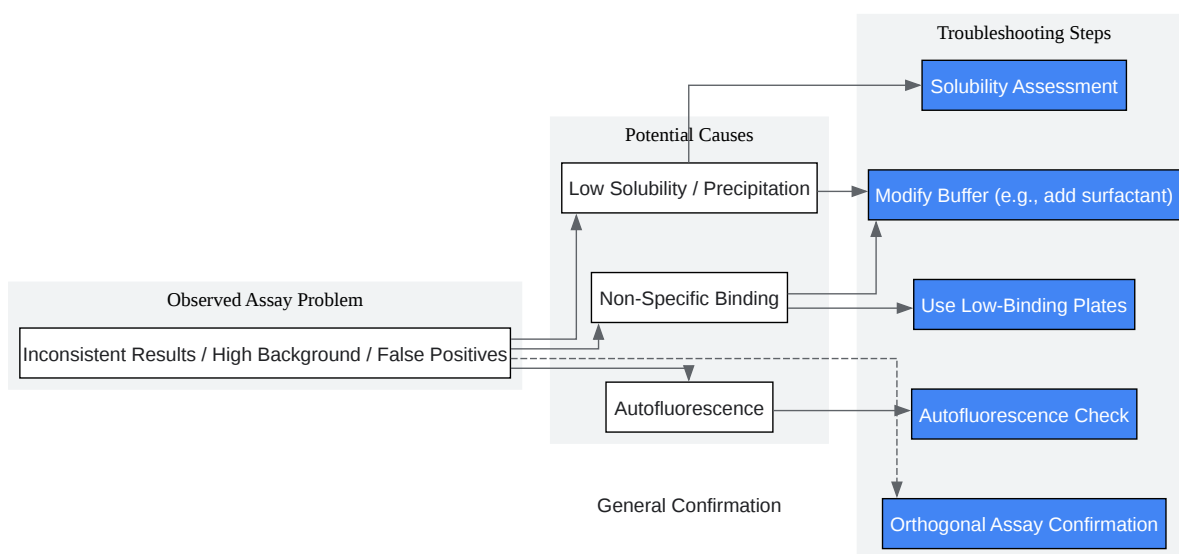 Troubleshooting Steps
Solubility Assessment
Potential Causes
Low Solubility / Precipitation
Modify Buffer (e.g., add surfactant)
Observed Assay Problem
Non-Specific Binding
Use Low-Binding Plates
Inconsistent Results / High Background / False Positives
Autofluorescence
Autofluorescence Check
General Confirmation
Orthogonal Assay Confirmation